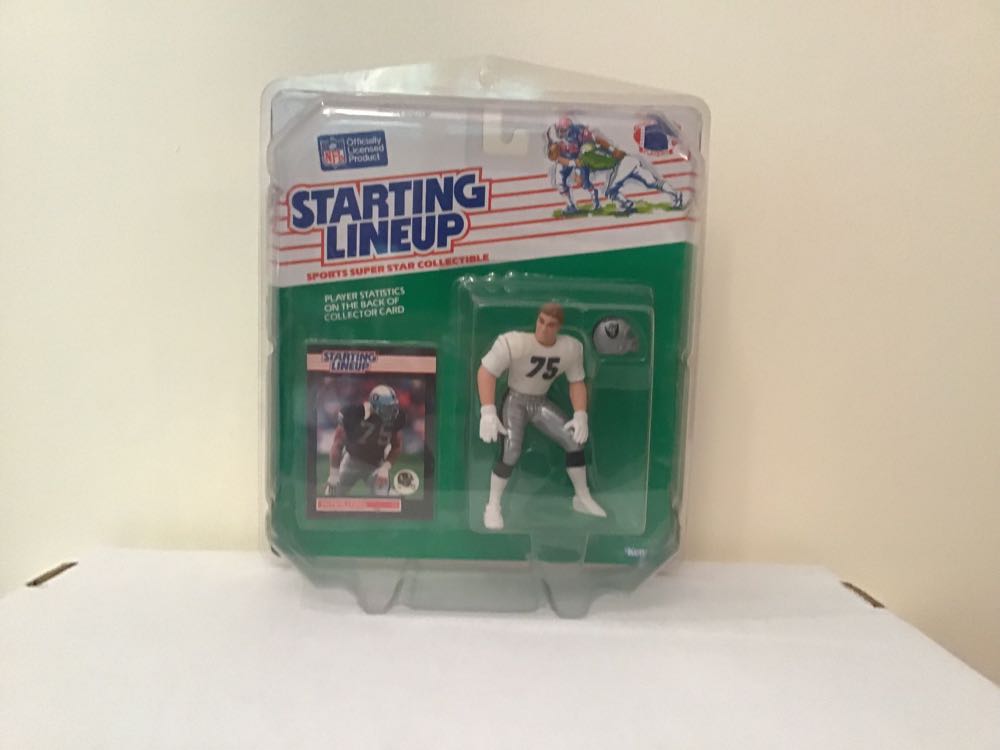 NFL
Officially
Licensed
Product
STARTING
LINEUP
SPORTS SUPER STAR COLLECTIBLE
PLAYER STATISTICS
ON THE BACK OF
COLLECTOR CARD
STARTING
LINEUP
75
75